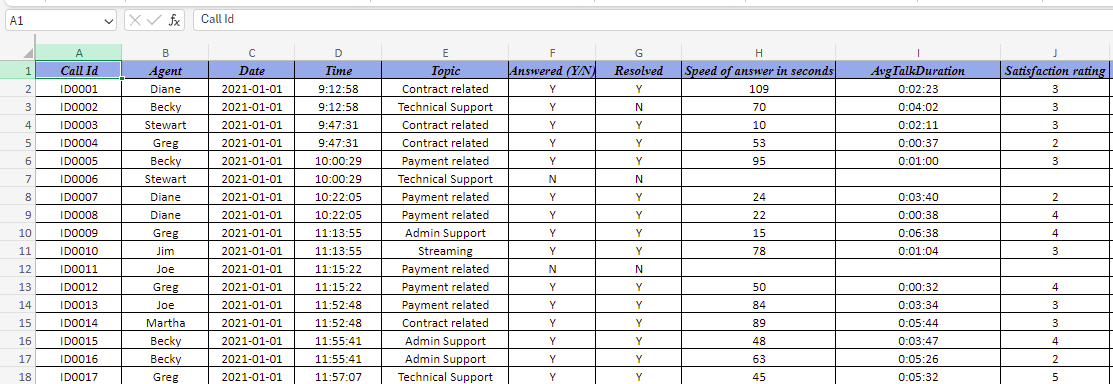 A1 fx Call Id
A B C D E F G H I J
1 Call Id Agent Date Time Topic Answered (Y/N) Resolved Speed of answer in seconds AvgTalkDuration Satisfaction rating
2 ID0001 Diane 2021-01-01 9:12:58 Contract related Y Y 109 0:02:23 3
3 ID0002 Becky 2021-01-01 9:12:58 Technical Support Y N 70 0:04:02 3
4 ID0003 Stewart 2021-01-01 9:47:31 Contract related Y Y 10 0:02:11 3
5 ID0004 Greg 2021-01-01 9:47:31 Contract related Y Y 53 0:00:37 2
6 ID0005 Becky 2021-01-01 10:00:29 Payment related Y Y 95 0:01:00 3
7 ID0006 Stewart 2021-01-01 10:00:29 Technical Support N N
8 ID0007 Diane 2021-01-01 10:22:05 Payment related Y Y 24 0:03:40 2
9 ID0008 Diane 2021-01-01 10:22:05 Payment related Y Y 22 0:00:38 4
10 ID0009 Greg 2021-01-01 11:13:55 Admin Support Y Y 15 0:06:38 4
11 ID0010 Jim 2021-01-01 11:13:55 Streaming Y Y 78 0:01:04 3
12 ID0011 Joe 2021-01-01 11:15:22 Payment related N N
13 ID0012 Greg 2021-01-01 11:15:22 Payment related Y Y 50 0:00:32 4
14 ID0013 Joe 2021-01-01 11:52:48 Payment related Y Y 84 0:03:34 3
15 ID0014 Martha 2021-01-01 11:52:48 Contract related Y Y 89 0:05:44 3
16 ID0015 Becky 2021-01-01 11:55:41 Admin Support Y Y 48 0:03:47 4
17 ID0016 Becky 2021-01-01 11:55:41 Admin Support Y Y 63 0:05:26 2
18 ID0017 Greg 2021-01-01 11:57:07 Technical Support Y Y 45 0:05:32 5